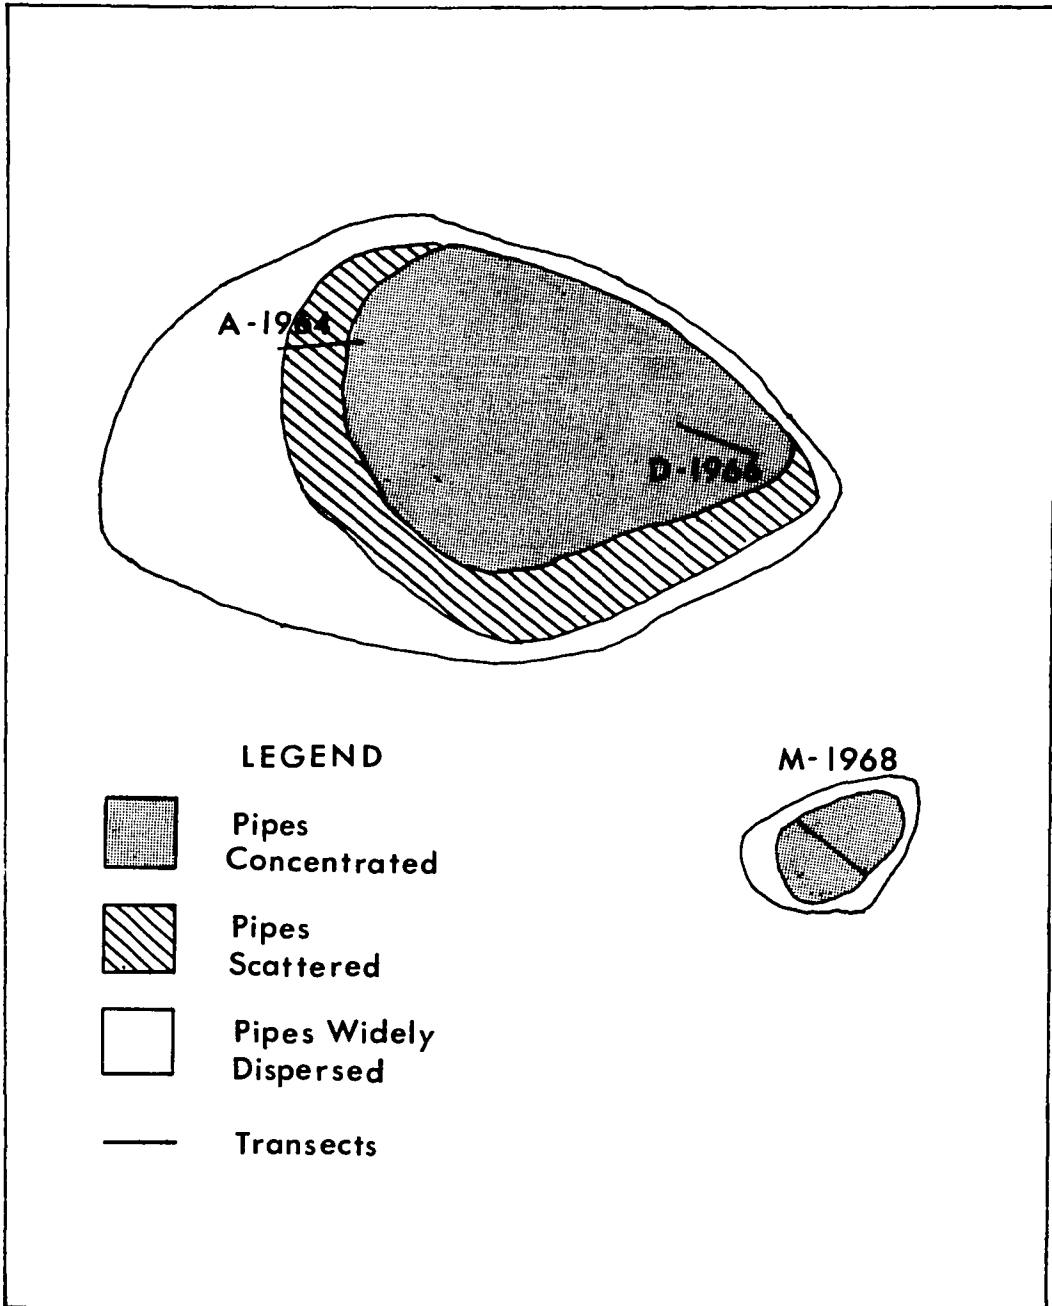 A-1964
D-1966
LEGEND
M-1968
Pipes
Concentrated
Pipes
Scattered
Pipes Widely
Dispersed
Transects